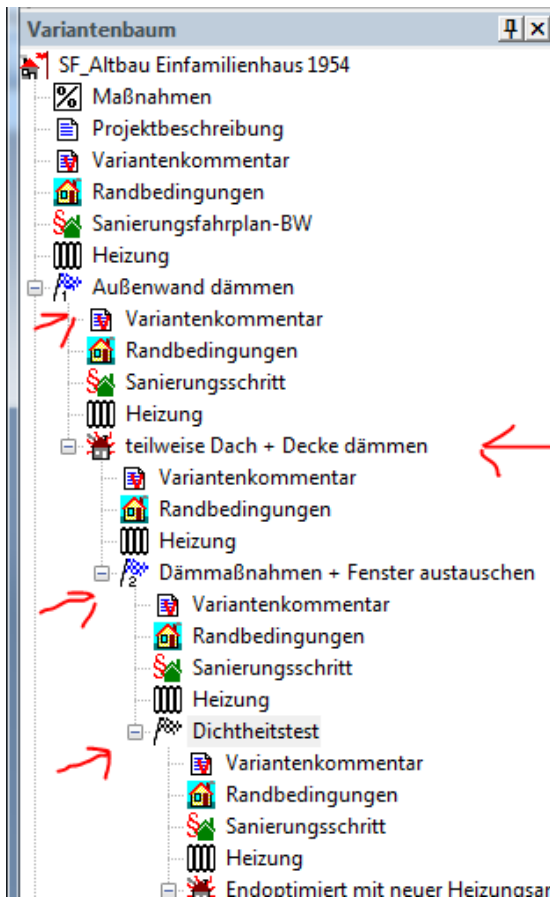 Variantenbaum
SF_Altbau Einfamilienhaus 1954
Maßnahmen
Projektbeschreibung
Variantenkommentar
Randbedingungen
Sanierungsfahrplan-BW
Heizung
1 Außenwand dämmen
Variantenkommentar
Randbedingungen
Sanierungsschritt
Heizung
teilweise Dach + Decke dämmen
Variantenkommentar
Randbedingungen
Heizung
2 Dämmaßnahmen + Fenster austauschen
Variantenkommentar
Randbedingungen
Sanierungsschritt
Heizung
Dichtheitstest
Variantenkommentar
Randbedingungen
Sanierungsschritt
Heizung
Endoptimiert mit neuer Heizungsar